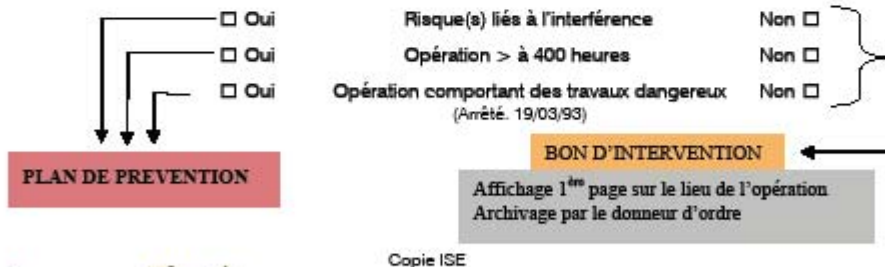 ☐ Oui Risque(s) liés à l'interférence Non ☐
☐ Oui Opération > à 400 heures Non ☐
☐ Oui Opération comportant des travaux dangereux Non ☐
(Arrêté. 19/03/93)
BON D'INTERVENTION
PLAN DE PREVENTION
Affichage 1ère page sur le lieu de l'opération
Archivage par le donneur d'ordre
Copie ISE